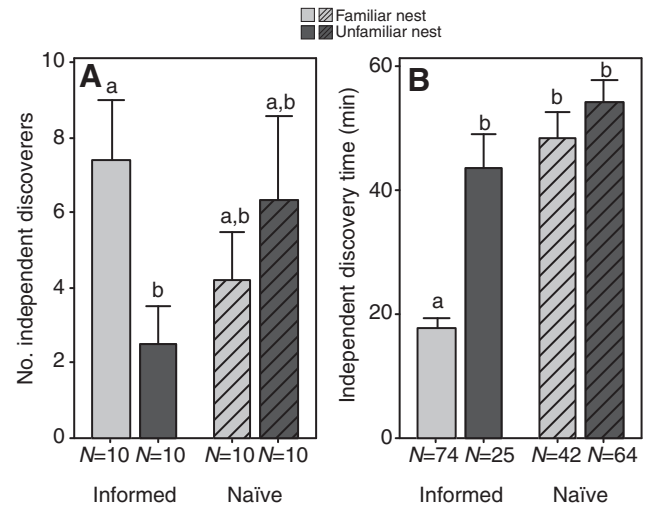 Familiar nest
Unfamiliar nest
A
No. independent discoverers
10
8
6
4
2
0
a
b
a,b
a,b
N=10 N=10 N=10 N=10
Informed Naïve
B
Independent discovery time (min)
60
40
20
0
a
b
b
b
N=74 N=25 N=42 N=64
Informed Naïve